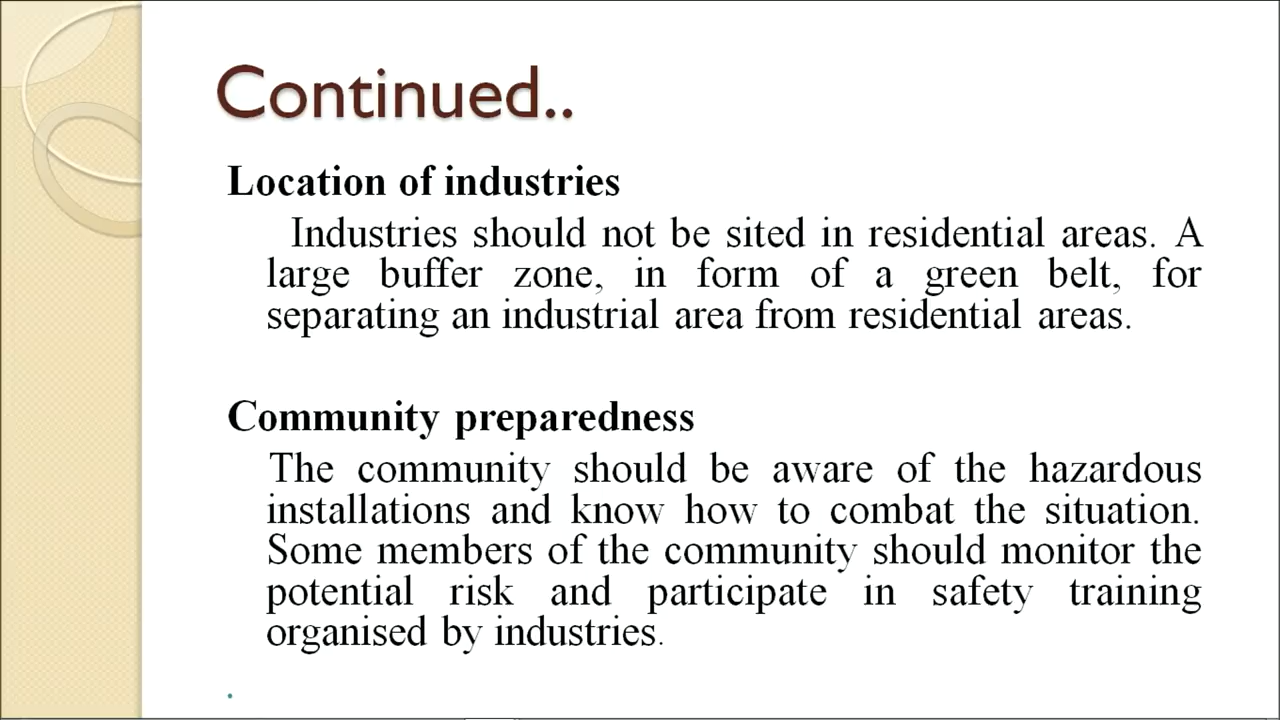 Continued..
Location of industries
Industries should not be sited in residential areas. A
large buffer zone, in form of a green belt, for
separating an industrial area from residential areas.
Community preparedness
The community should be aware of the hazardous
installations and know how to combat the situation.
Some members of the community should monitor the
potential risk and participate in safety training
organised by industries.